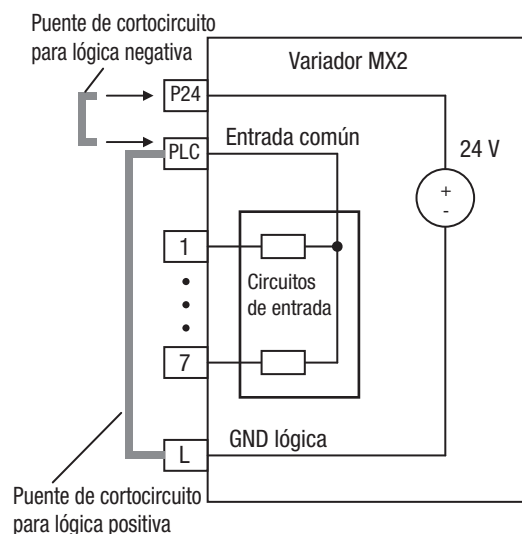 Puente de cortocircuito
para lógica negativa
Variador MX2
P24
PLC
Entrada común
24 V
+
-
1
Circuitos
de entrada
7
GND lógica
L
Puente de cortocircuito
para lógica positiva